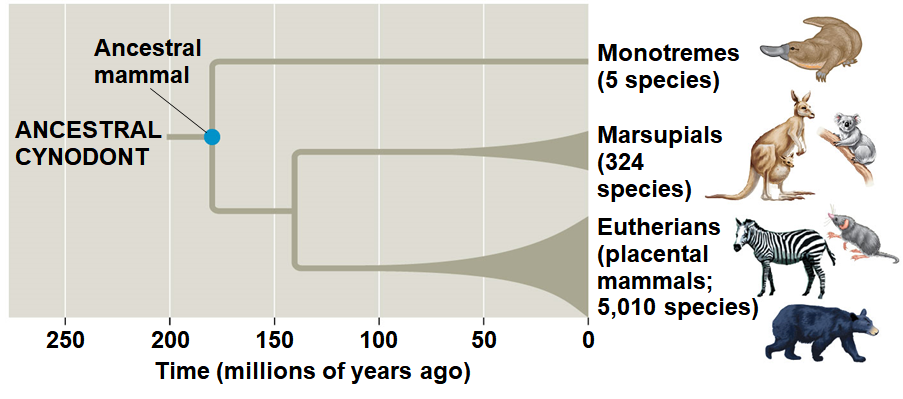 Ancestral
mammal
ANCESTRAL
CYNODONT
Monotremes
(5 species)
Marsupials
(324
species)
Eutherians
(placental
mammals;
5,010 species)
250 200 150 100 50 0
Time (millions of years ago)